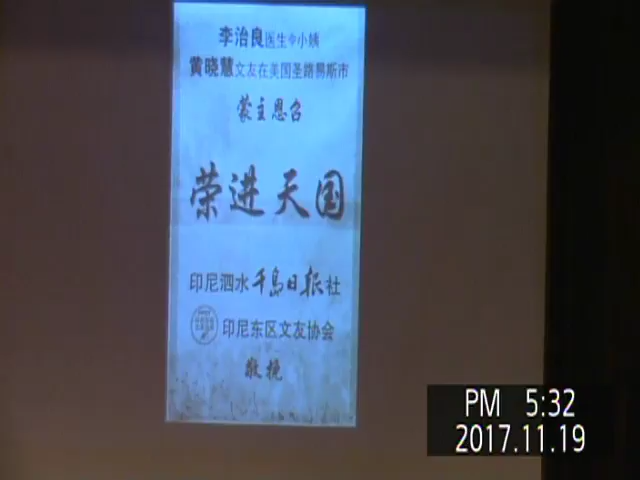 李治良医生令小姨
黄晓慧文友在美国圣路易斯市
蒙主恩召
荣进天国
印尼泗水千岛日报社
印尼东区文友协会
敬挽
PM 5:32
2017.11.19